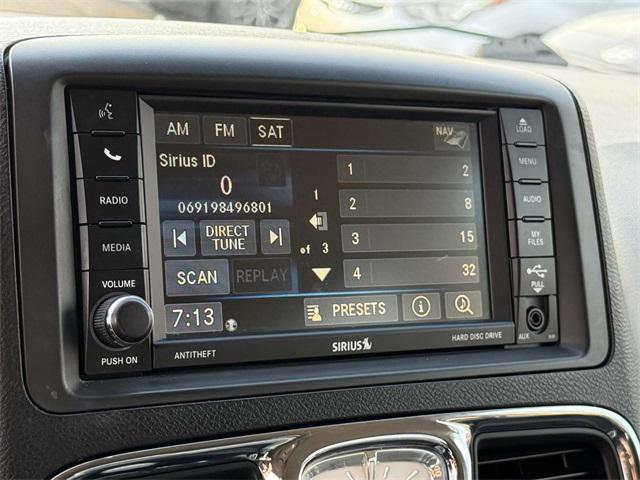 AM FM SAT NAV
Sirius ID
0
069198496801
DIRECT TUNE
SCAN REPLAY
7:13
1
of 3
1 2
2 8
3 15
4 32
PRESETS
RADIO
MEDIA
VOLUME
PUSH ON
ANTITHEFT
SIRIUS
HARD DISC DRIVE
LOAD
MENU
AUDIO
MY
FILES
PULL
AUX